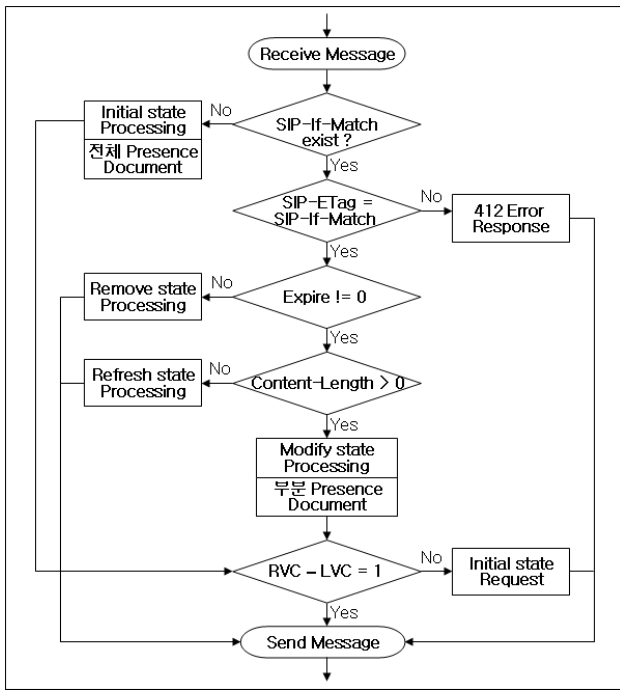 Receive Message
SIP-If-Match
exist ?
No
Initial state
Processing
전체 Presence
Document
Yes
SIP-ETag =
SIP-If-Match
No
412 Error
Response
Yes
Expire != 0
No
Remove state
Processing
Yes
Content-Length > 0
No
Refresh state
Processing
Yes
Modify state
Processing
부분 Presence
Document
RVC – LVC = 1
No
Initial state
Request
Yes
Send Message